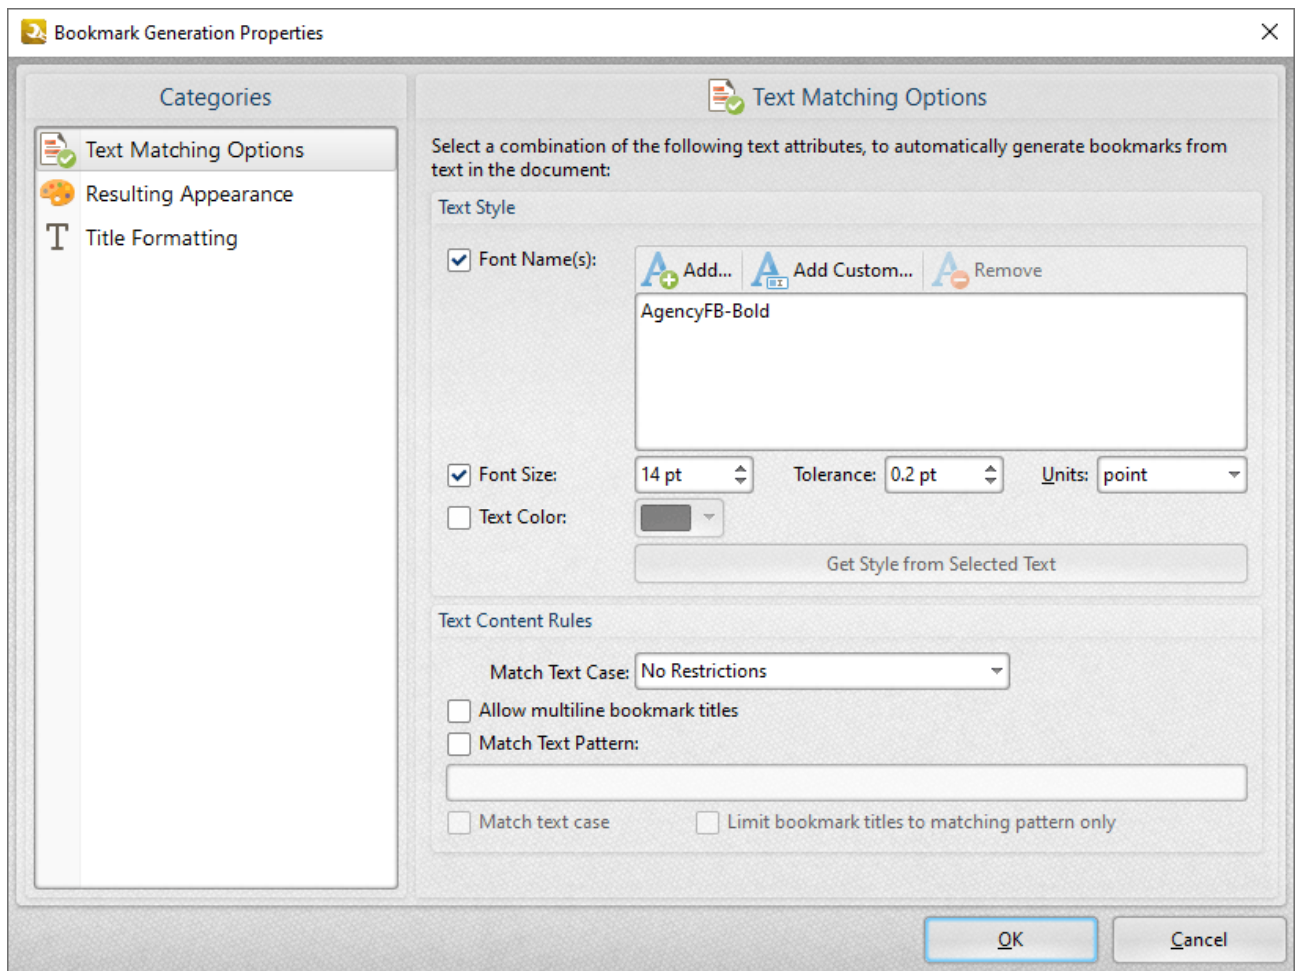 Bookmark Generation Properties
Categories
Text Matching Options
Resulting Appearance
Title Formatting
Text Matching Options
Select a combination of the following text attributes, to automatically generate bookmarks from
text in the document:
Text Style
Font Name(s):
Add...
Add Custom...
Remove
AgencyFB-Bold
Font Size:
14 pt
Tolerance:
0.2 pt
Units:
point
Text Color:
Get Style from Selected Text
Text Content Rules
Match Text Case:
No Restrictions
Allow multiline bookmark titles
Match Text Pattern:
Match text case
Limit bookmark titles to matching pattern only
OK
Cancel